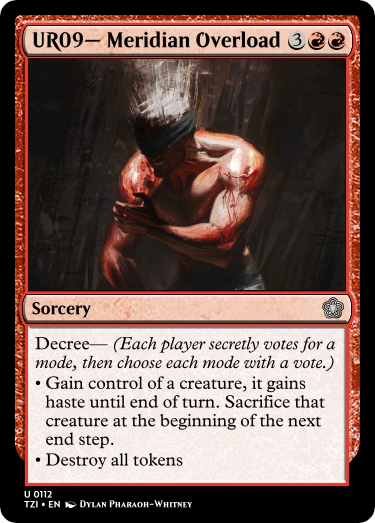 UR09— Meridian Overload 3
Sorcery
Decree— (Each player secretly votes for a
mode, then choose each mode with a vote.)
• Gain control of a creature, it gains
haste until end of turn. Sacrifice that
creature at the beginning of the next
end step.
• Destroy all tokens
U 0112
TZI • EN Dylan Pharaoh-Whitney